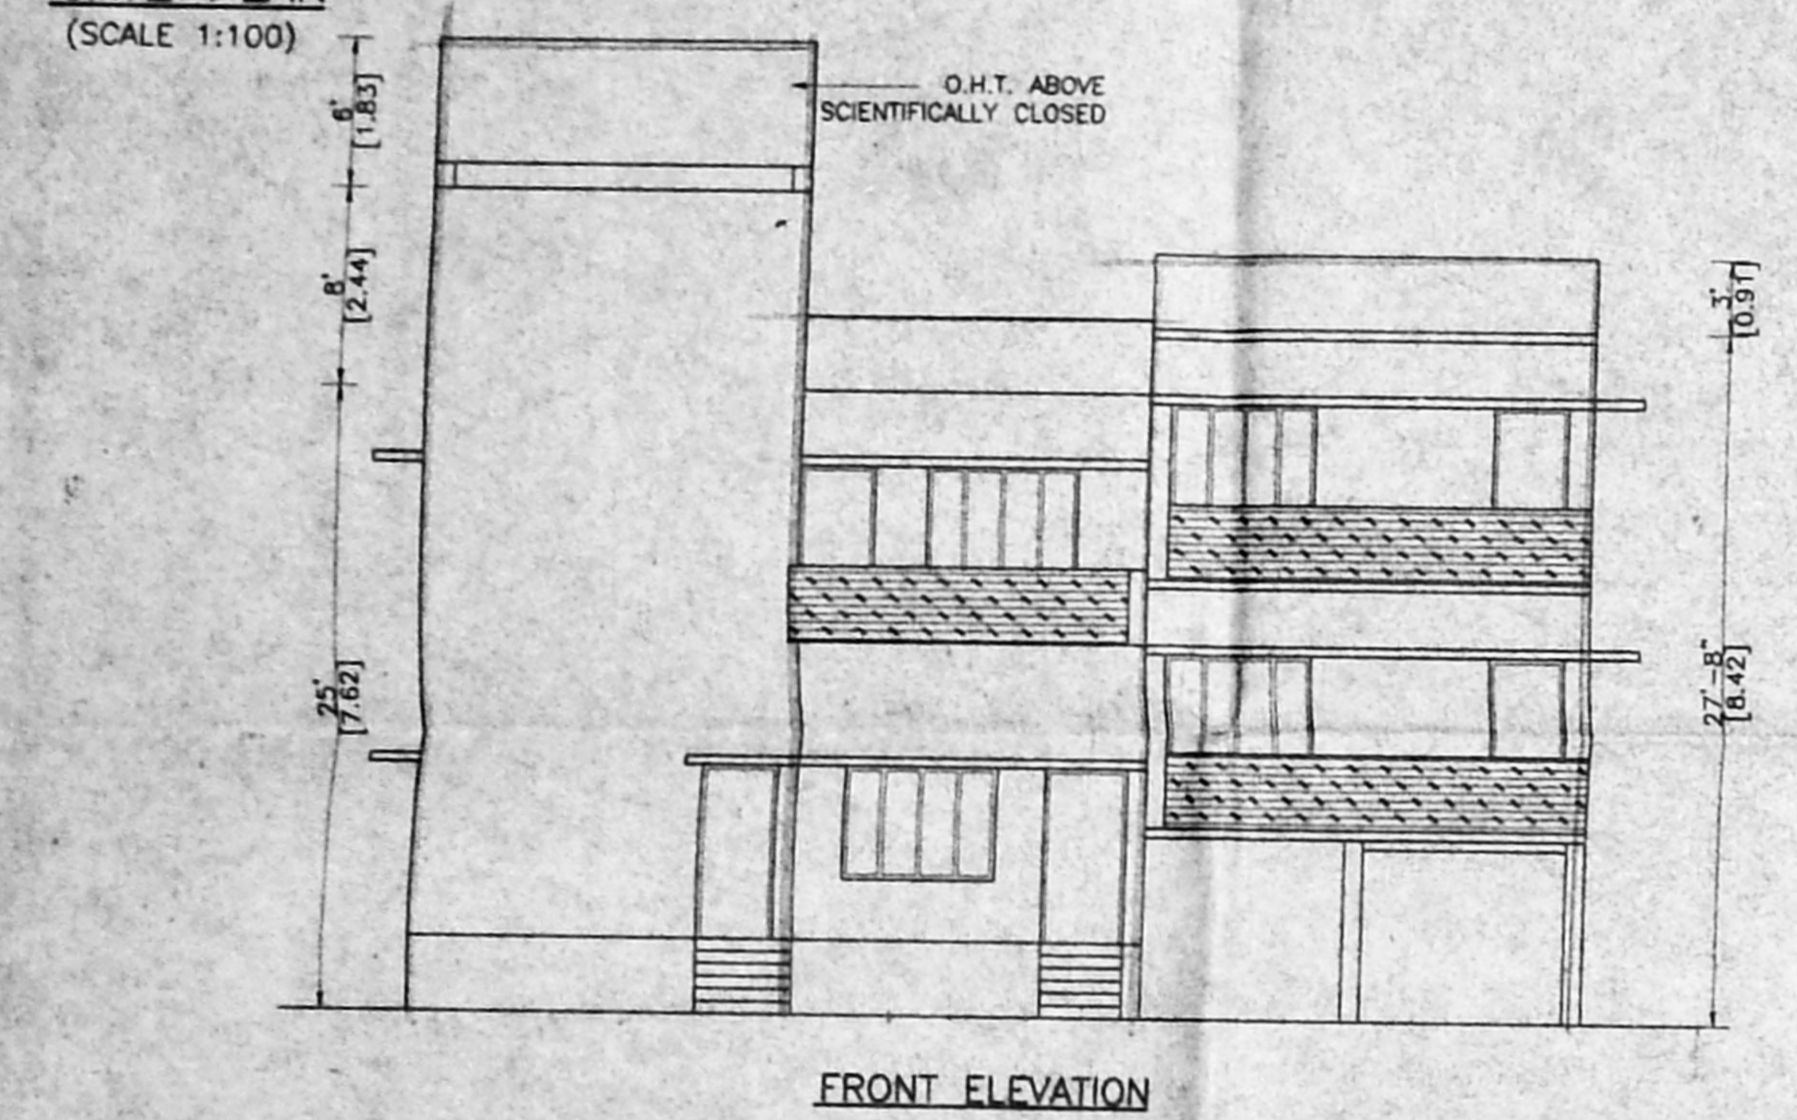 (SCALE 1:100)
6'
[1.83]
O.H.T. ABOVE
SCIENTIFICALLY CLOSED
8'
[2.44]
3'
[0.91]
25'
[7.62]
27'-8"
[8.42]
FRONT ELEVATION